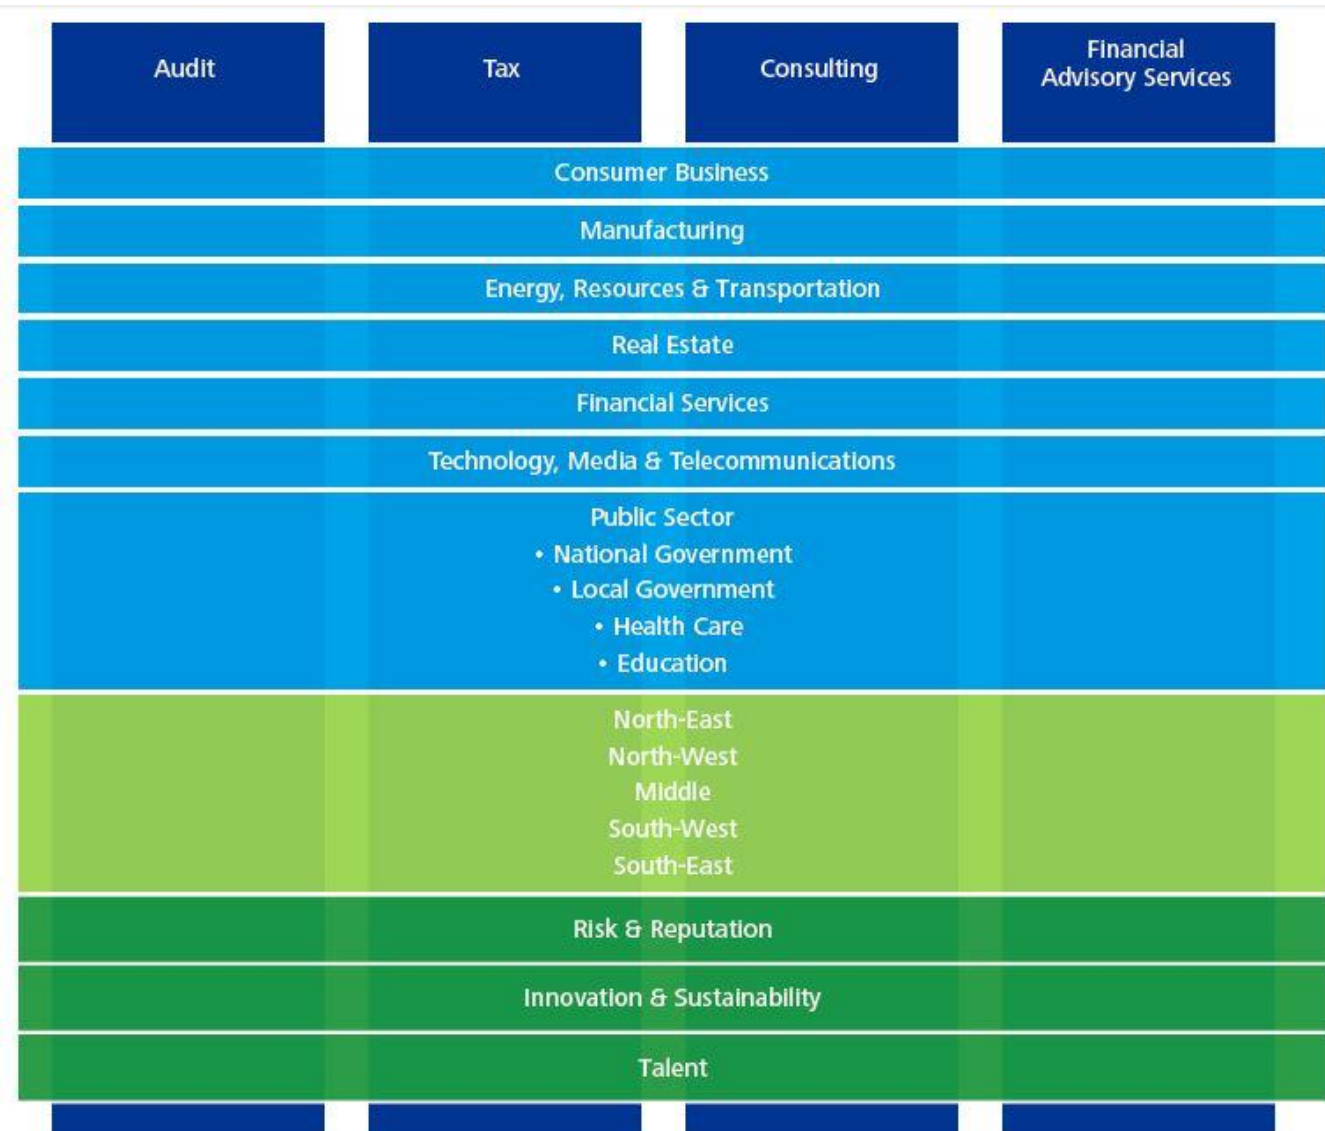 Audit
Tax
Consulting
Financial
Advisory Services
Consumer Business
Manufacturing
Energy, Resources & Transportation
Real Estate
Financial Services
Technology, Media & Telecommunications
Public Sector
• National Government
• Local Government
• Health Care
• Education
North-East
North-West
Middle
South-West
South-East
Risk & Reputation
Innovation & Sustainability
Talent